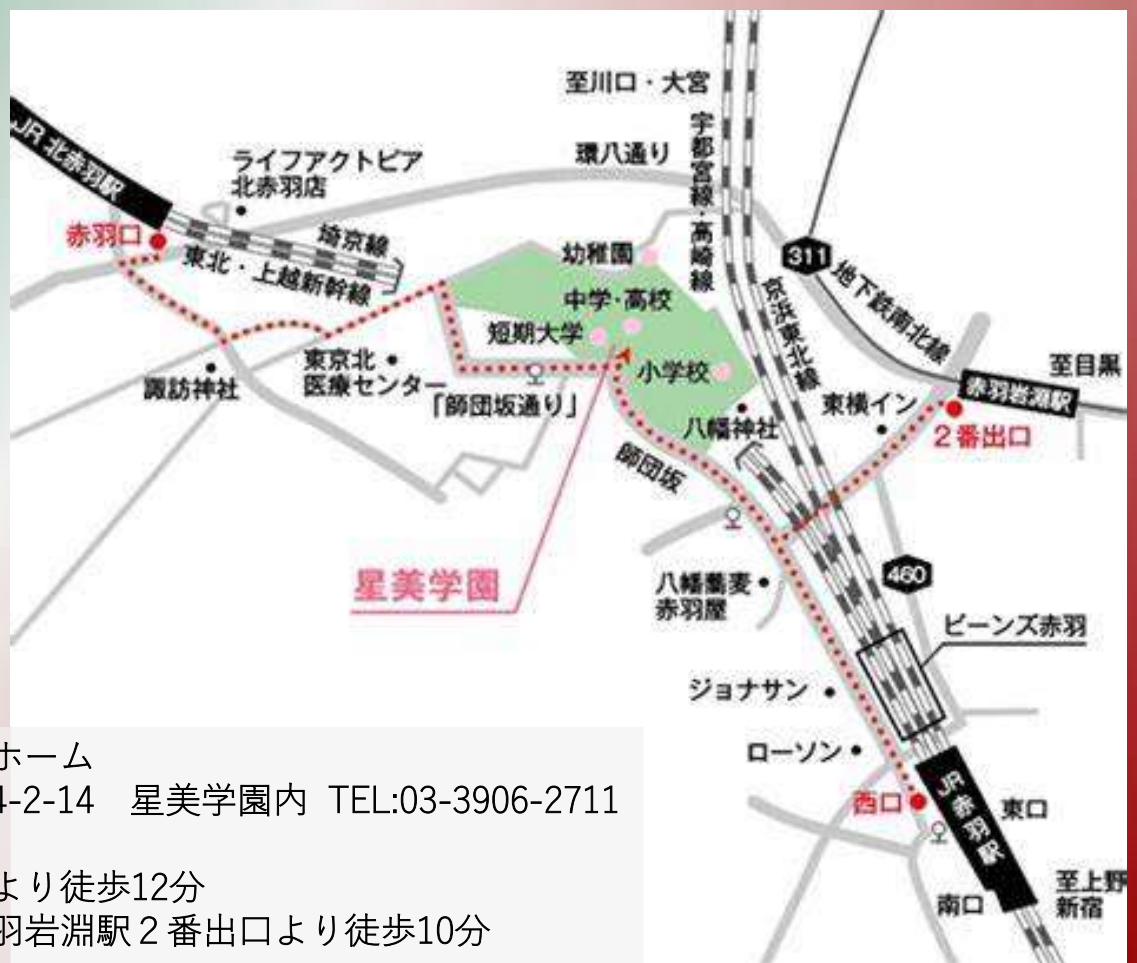 至川口・大宮
宇都宮線・高崎線
環八通り
JR 北赤羽駅
ライフアクトピア
北赤羽店
赤羽口
埼京線
東北・上越新幹線
幼稚園
中学・高校
短期大学
小学校
311
地下鉄南北線
京浜東北線
至目黒
赤羽岩淵駅
東横イン
2番出口
諏訪神社
東京北
医療センター
「師団坂通り」
八幡神社
師団坂
星美学園
460
八幡蕎麦
赤羽屋
ビーンズ赤羽
ジョナサン
ローソン
西口
JR 赤羽駅
東口
南口
至上野
新宿
ホーム
4-2-14 星美学園内 TEL:03-3906-2711
より徒歩12分
羽岩淵駅2番出口より徒歩10分